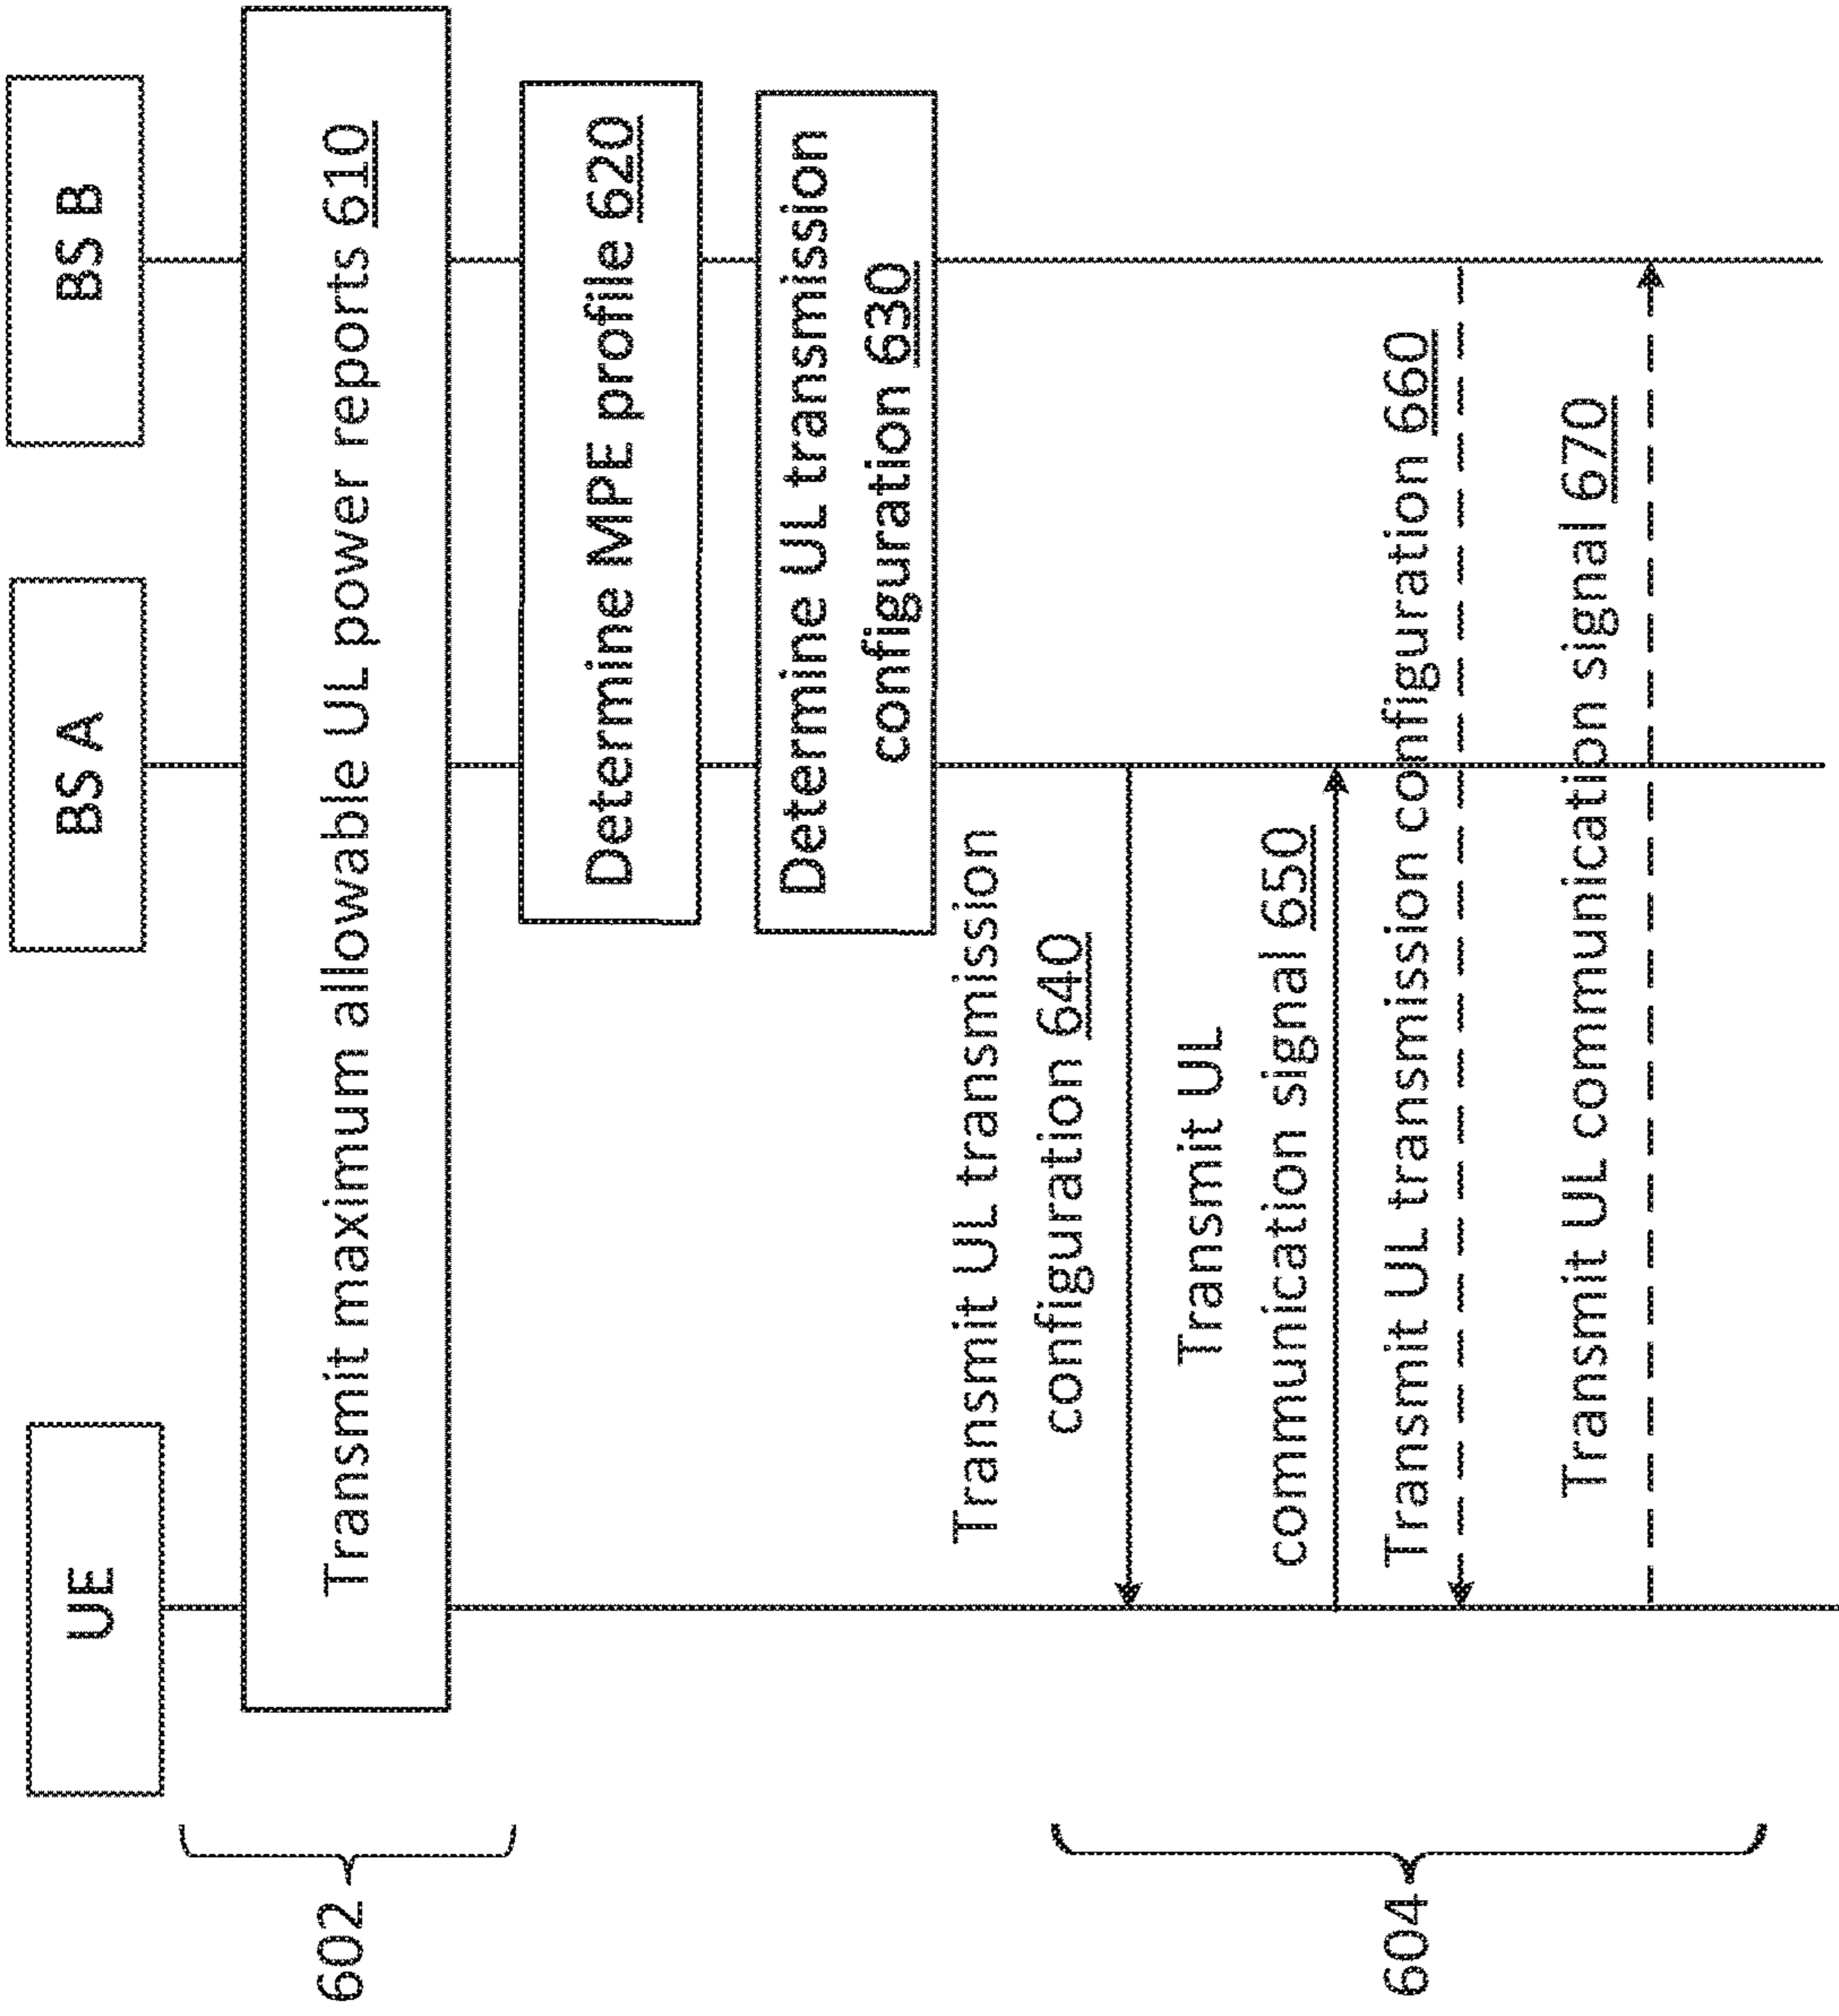 UE
BS A
BS B
602
Transmit maximum allowable UL power reports 610
Determine MPE profile 620
Determine UL transmission
configuration 630
Transmit UL transmission
configuration 640
Transmit UL
communication signal 650
604
Transmit UL transmission configuration 660
Transmit UL communication signal 670